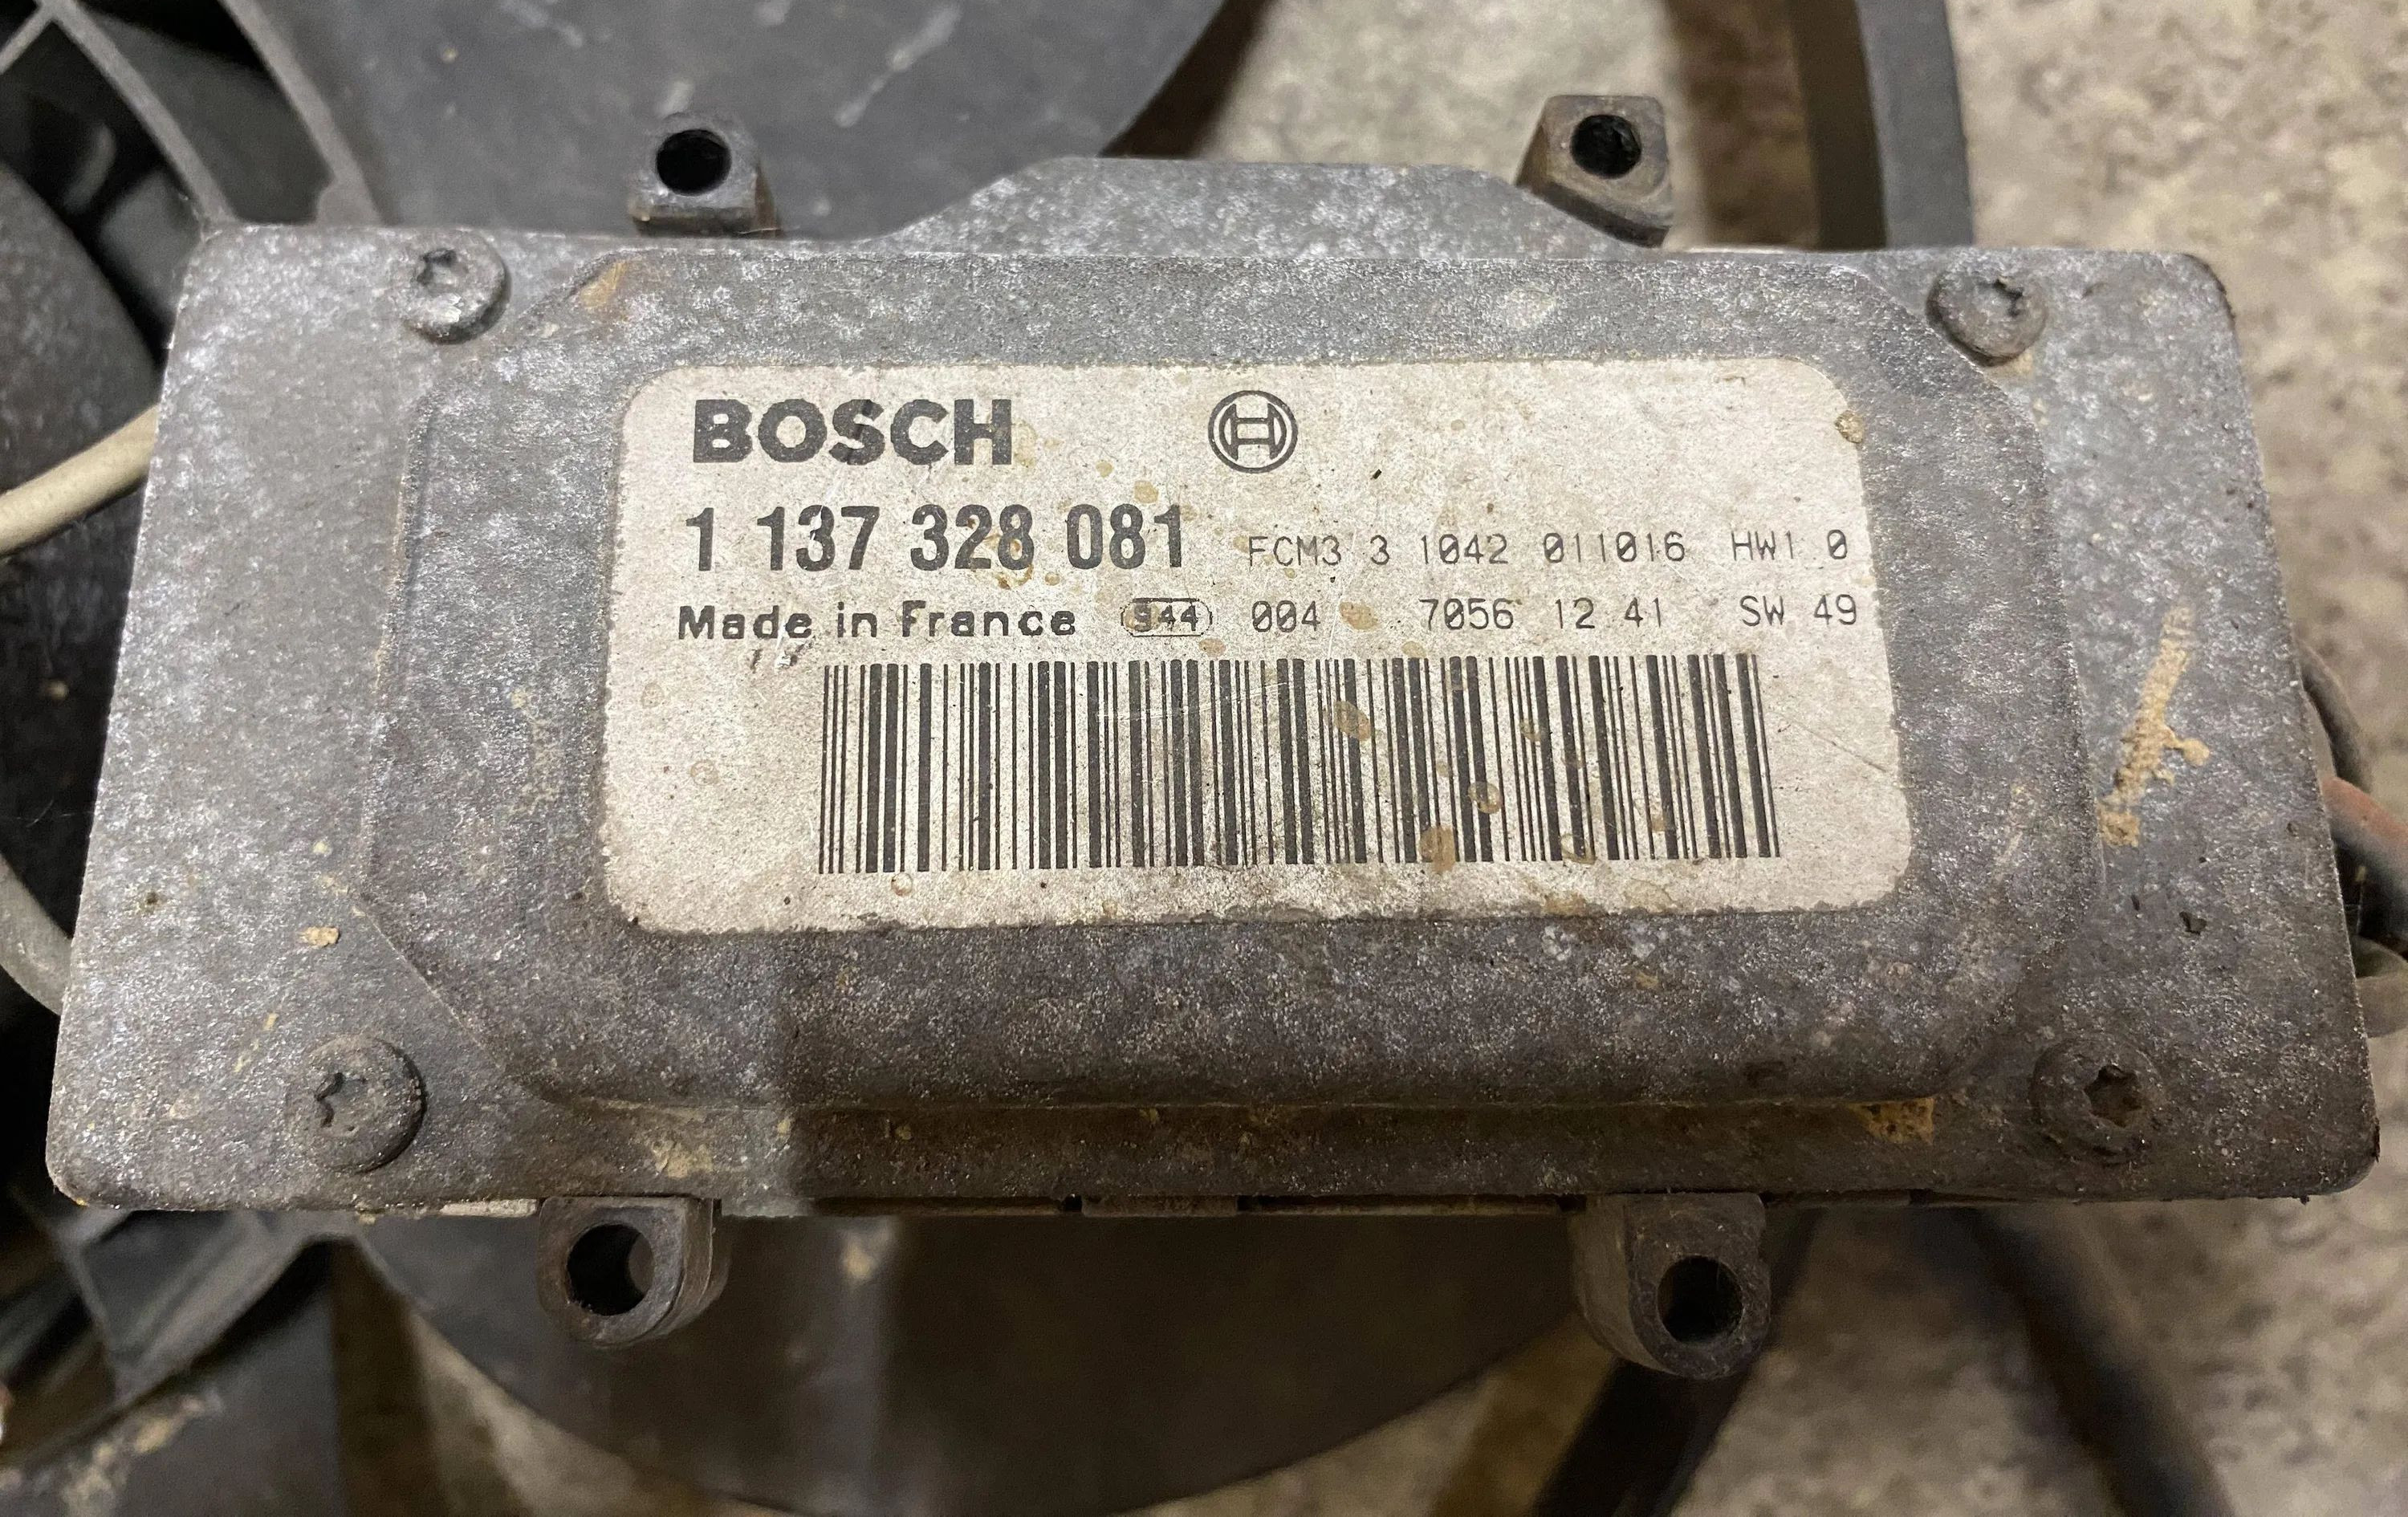 BOSCH
1 137 328 081 FCM3 3 1042 011016 HW1 0
Made in France 944 004 7056 12 41 SW 49